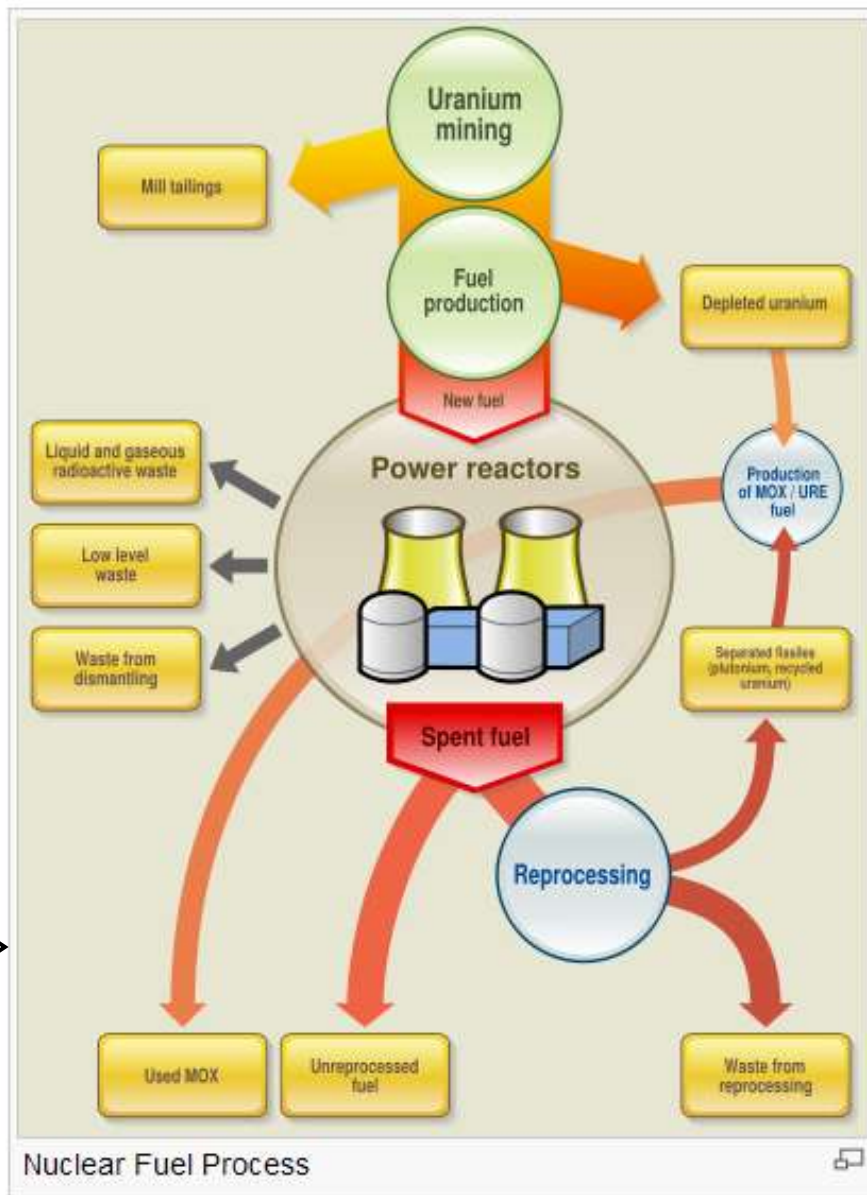 Uranium
mining
Mill tailings
Fuel
production
Depleted uranium
New fuel
Liquid and gaseous
radioactive waste
Power reactors
Production
of MOX / URE
fuel
Low level
waste
Waste from
dismantling
Separated fissiles
(plutonium, recycled
uranium)
Spent fuel
Reprocessing
Used MOX
Unreprocessed
fuel
Waste from
reprocessing
Nuclear Fuel Process